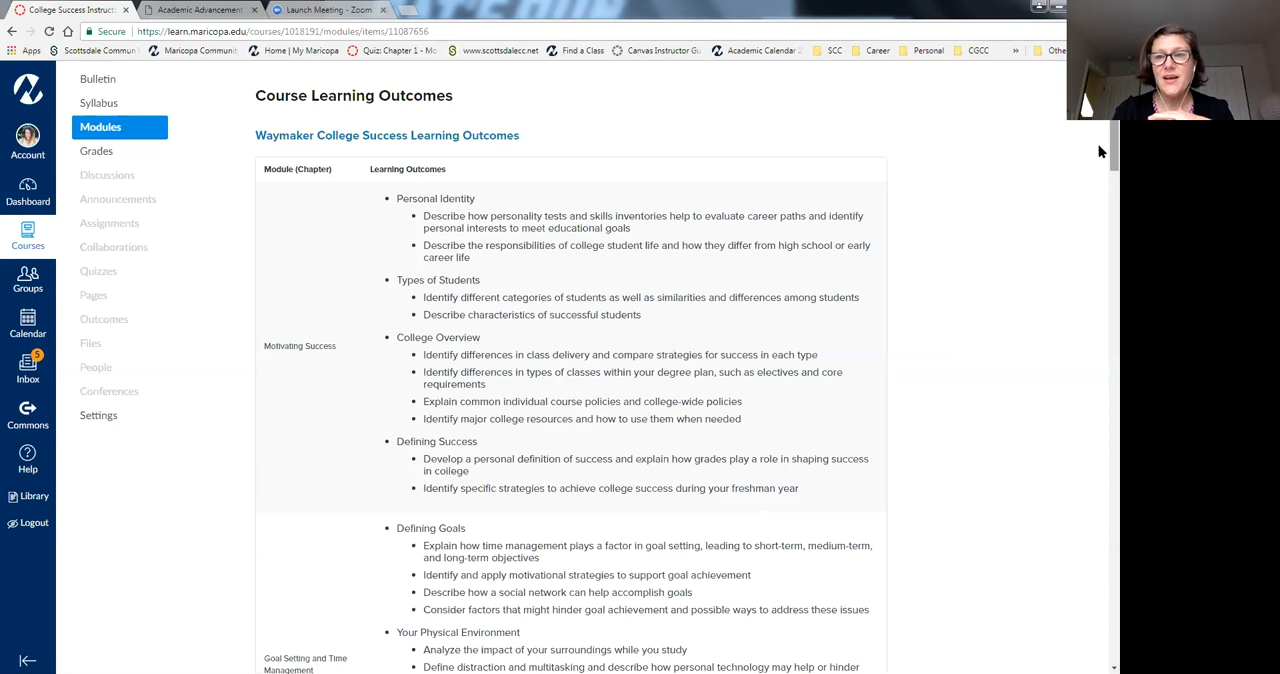 College Success Instruct
Academic Advancement
Launch Meeting - Zoom
Secure
https://learn.maricopa.edu/courses/1018191/modules/items/11087656
Apps
Scottsdale Commun
Maricopa Communit
Home | My Maricopa
Quiz: Chapter 1 - Mo
www.scottsdalecc.net
Find a Class
Canvas Instructor Gu
Academic Calendar 2
SCC
Career
Personal
CGCC
»
Othe
Account
Dashboard
Courses
Groups
Calendar
5
Inbox
Commons
Help
Library
Logout
Bulletin
Syllabus
Modules
Grades
Discussions
Announcements
Assignments
Collaborations
Quizzes
Pages
Outcomes
Files
People
Conferences
Settings
Course Learning Outcomes
Waymaker College Success Learning Outcomes
Module (Chapter)
Learning Outcomes
Motivating Success
Personal Identity
Describe how personality tests and skills inventories help to evaluate career paths and identify
personal interests to meet educational goals
Describe the responsibilities of college student life and how they differ from high school or early
career life
Types of Students
Identify different categories of students as well as similarities and differences among students
Describe characteristics of successful students
College Overview
Identify differences in class delivery and compare strategies for success in each type
Identify differences in types of classes within your degree plan, such as electives and core
requirements
Explain common individual course policies and college-wide policies
Identify major college resources and how to use them when needed
Defining Success
Develop a personal definition of success and explain how grades play a role in shaping success
in college
Identify specific strategies to achieve college success during your freshman year
Goal Setting and Time
Management
Defining Goals
Explain how time management plays a factor in goal setting, leading to short-term, medium-term,
and long-term objectives
Identify and apply motivational strategies to support goal achievement
Describe how a social network can help accomplish goals
Consider factors that might hinder goal achievement and possible ways to address these issues
Your Physical Environment
Analyze the impact of your surroundings while you study
Define distraction and multitasking and describe how personal technology may help or hinder